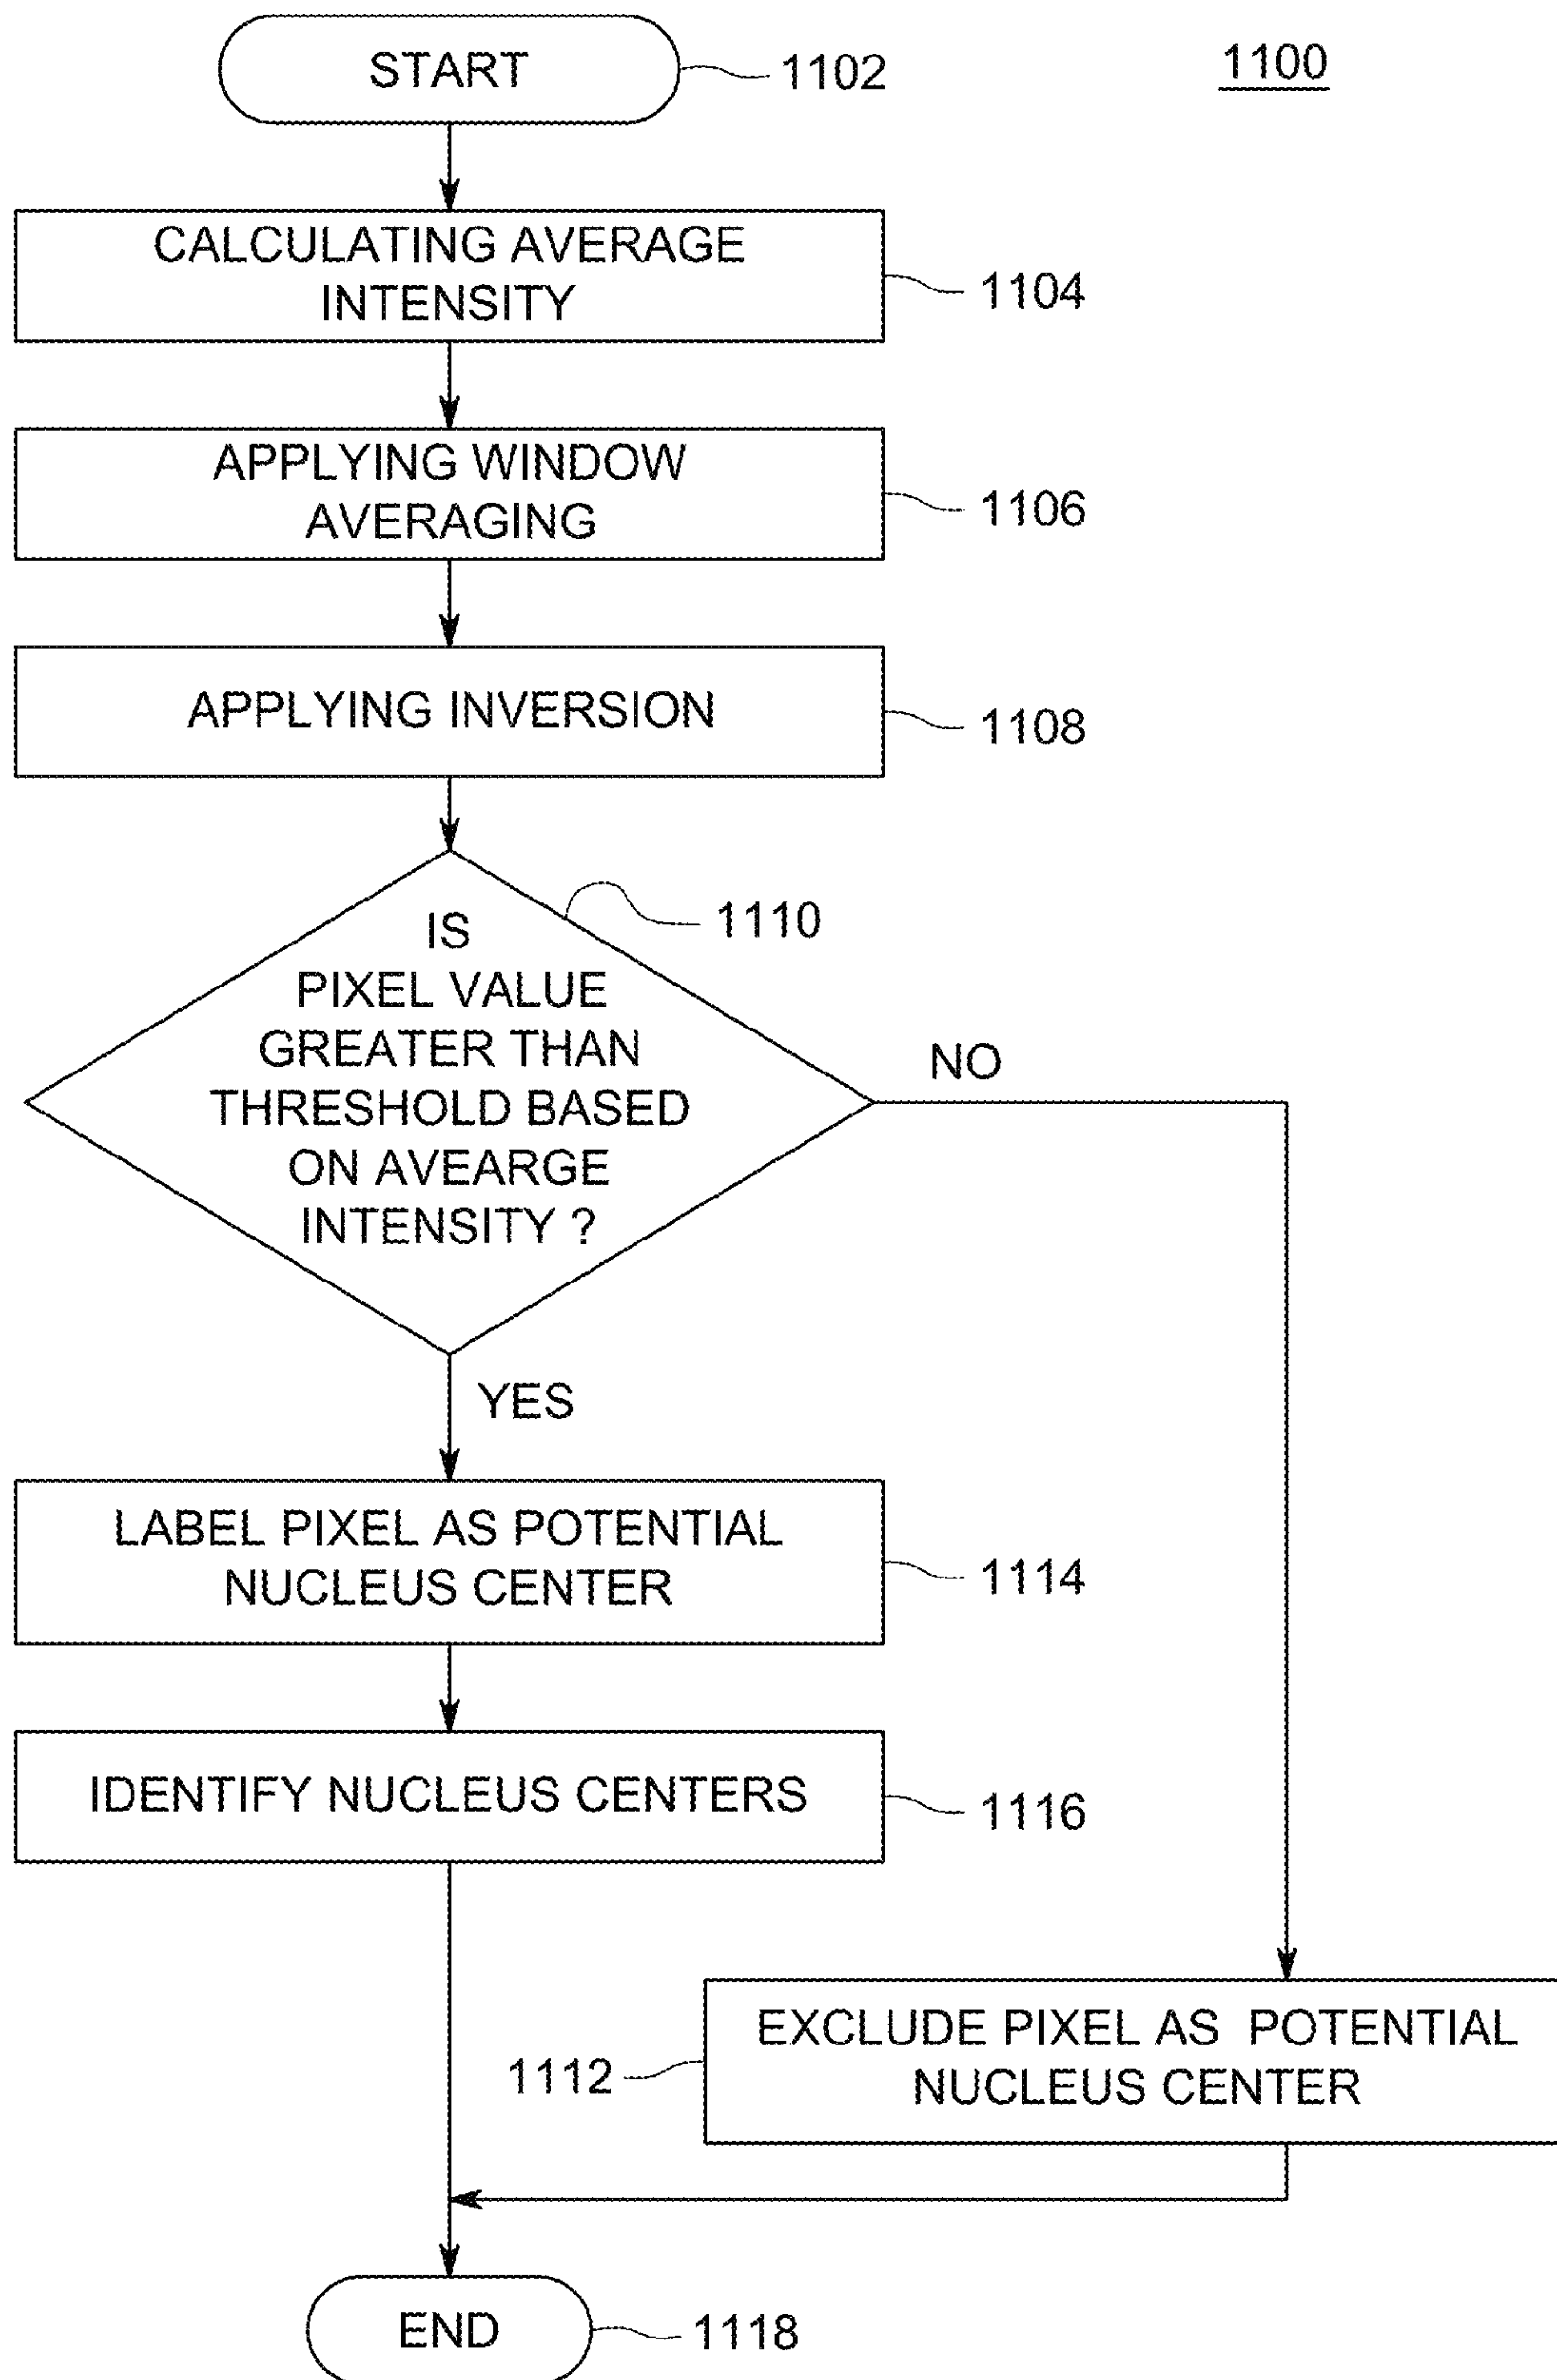 START
1102
1100
CALCULATING AVERAGE
INTENSITY
1104
APPLYING WINDOW
AVERAGING
1106
APPLYING INVERSION
1108
IS
PIXEL VALUE
GREATER THAN
THRESHOLD BASED
ON AVEARGE
INTENSITY ?
1110
NO
YES
LABEL PIXEL AS POTENTIAL
NUCLEUS CENTER
1114
IDENTIFY NUCLEUS CENTERS
1116
EXCLUDE PIXEL AS POTENTIAL
NUCLEUS CENTER
1112
END
1118